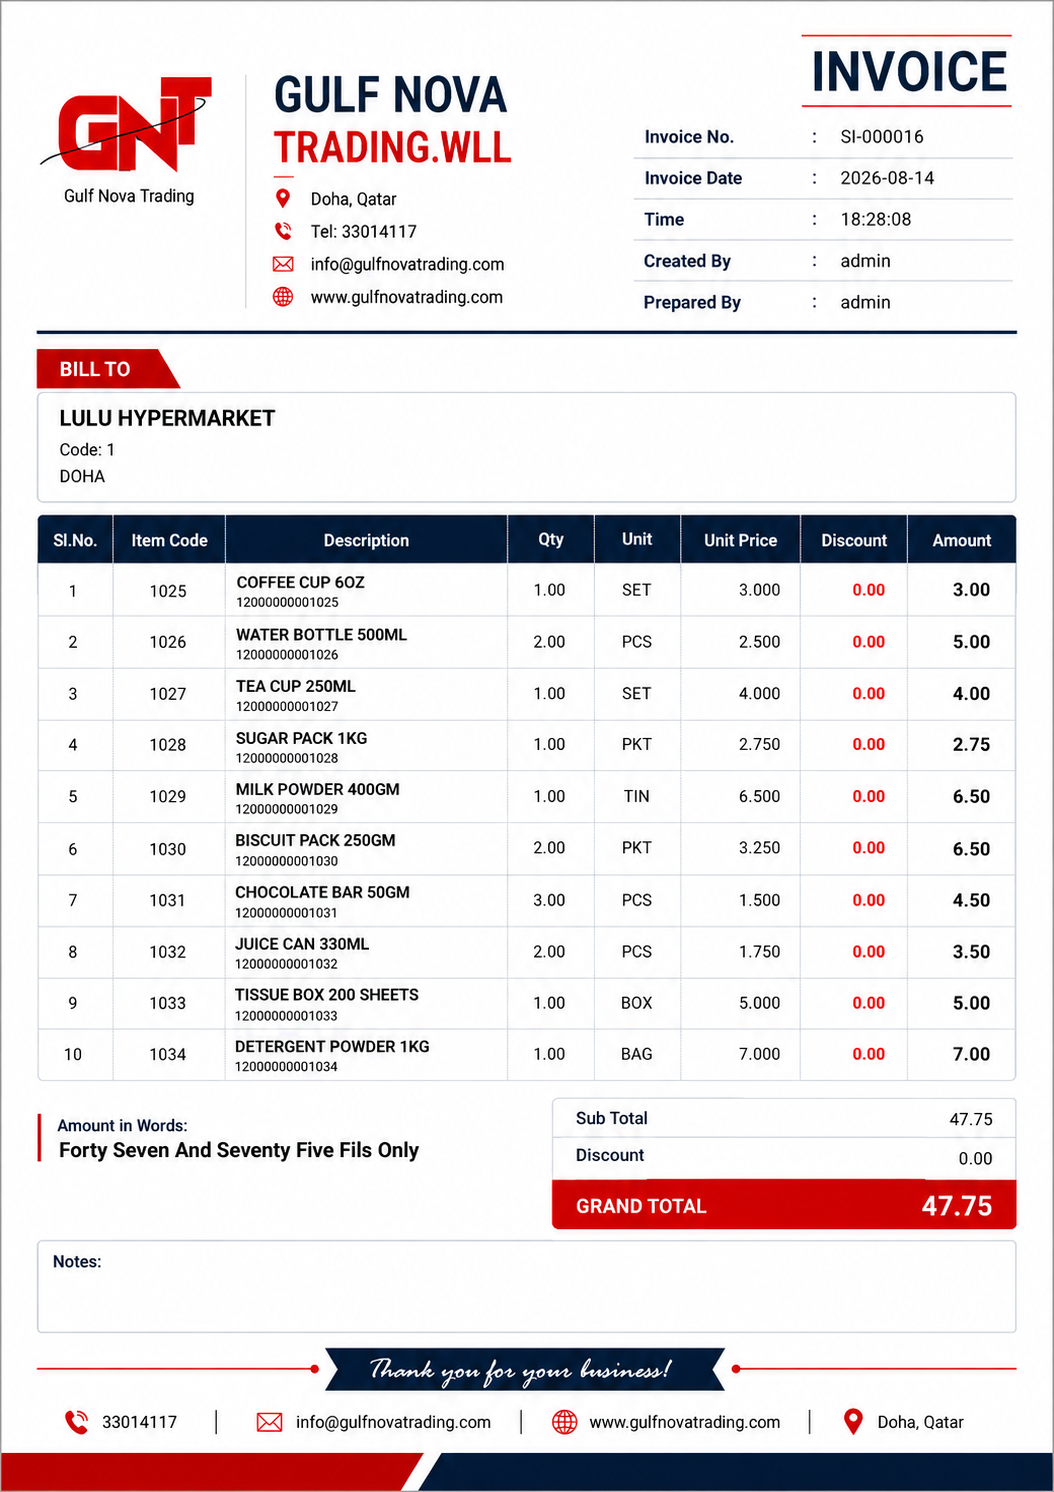 GNT
Gulf Nova Trading
GULF NOVA
TRADING.WLL
Doha, Qatar
Tel: 33014117
info@gulfnovatrading.com
www.gulfnovatrading.com
INVOICE
Invoice No. : SI-000016
Invoice Date : 2026-08-14
Time : 18:28:08
Created By : admin
Prepared By : admin
BILL TO
LULU HYPERMARKET
Code: 1
DOHA
Sl.No. Item Code Description Qty Unit Unit Price Discount Amount
1 1025 COFFEE CUP 6OZ 1.00 SET 3.000 0.00 3.00
12000000001025
2 1026 WATER BOTTLE 500ML 2.00 PCS 2.500 0.00 5.00
12000000001026
3 1027 TEA CUP 250ML 1.00 SET 4.000 0.00 4.00
12000000001027
4 1028 SUGAR PACK 1KG 1.00 PKT 2.750 0.00 2.75
12000000001028
5 1029 MILK POWDER 400GM 1.00 TIN 6.500 0.00 6.50
12000000001029
6 1030 BISCUIT PACK 250GM 2.00 PKT 3.250 0.00 6.50
12000000001030
7 1031 CHOCOLATE BAR 50GM 3.00 PCS 1.500 0.00 4.50
12000000001031
8 1032 JUICE CAN 330ML 2.00 PCS 1.750 0.00 3.50
12000000001032
9 1033 TISSUE BOX 200 SHEETS 1.00 BOX 5.000 0.00 5.00
12000000001033
10 1034 DETERGENT POWDER 1KG 1.00 BAG 7.000 0.00 7.00
12000000001034
Amount in Words:
Forty Seven And Seventy Five Fils Only
Sub Total 47.75
Discount 0.00
GRAND TOTAL 47.75
Notes:
Thank you for your business!
33014117 | info@gulfnovatrading.com | www.gulfnovatrading.com | Doha, Qatar